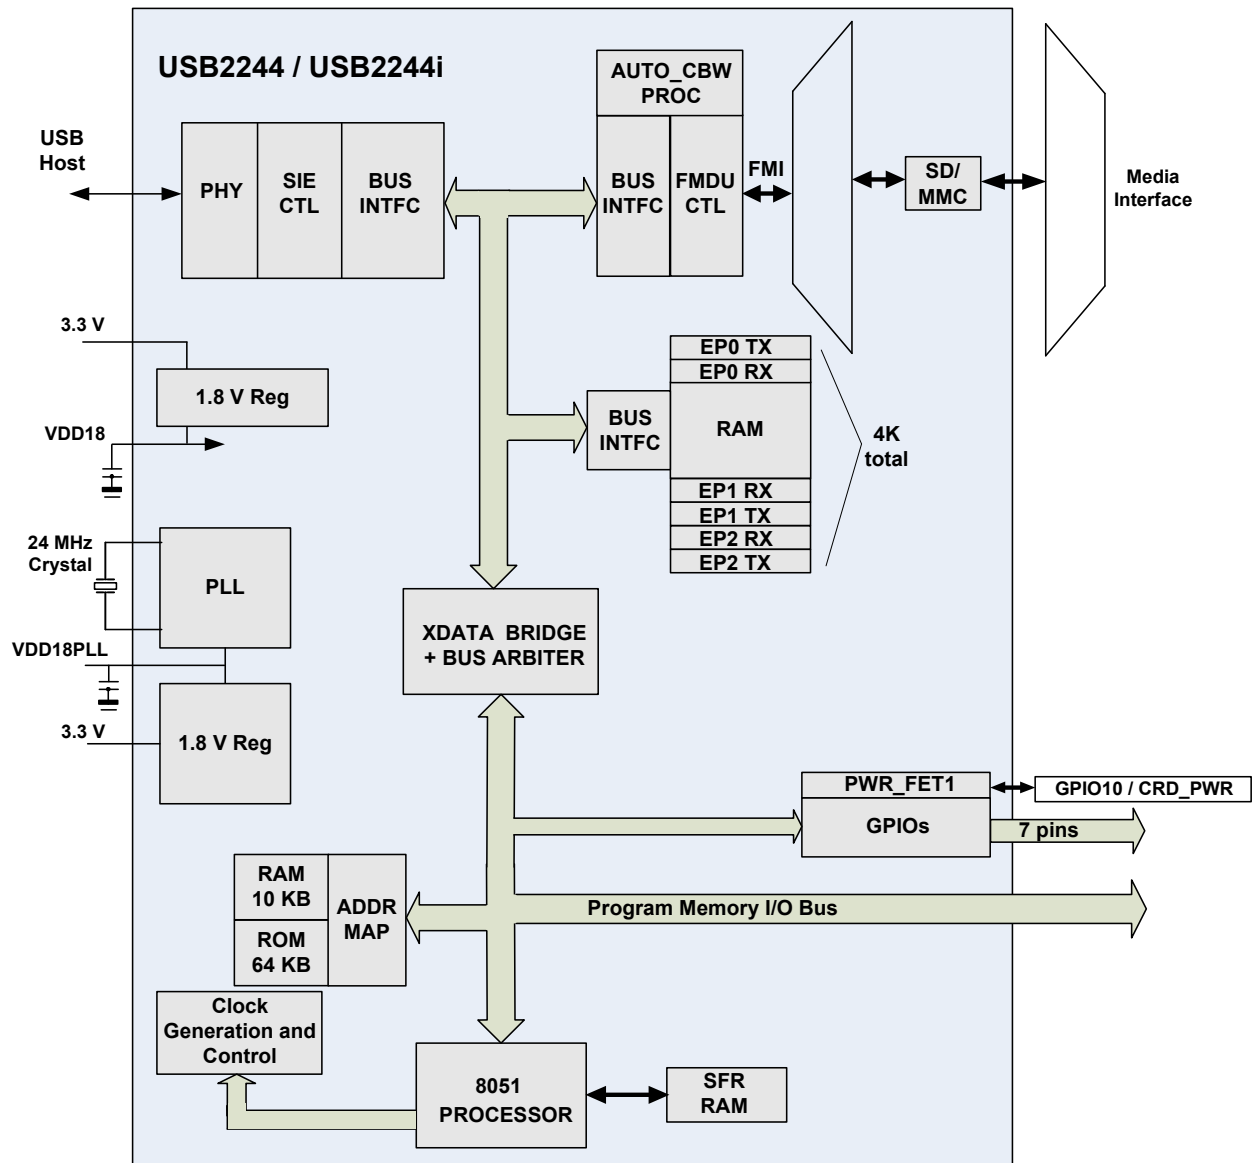 USB2244 / USB2244i
AUTO_CBW
PROC
USB
Host
PHY
SIE
CTL
BUS
INTFC
BUS
INTFC
FMDU
CTL
FMI
SD/
MMC
Media
Interface
3.3 V
1.8 V Reg
VDD18
EP0 TX
EP0 RX
BUS
INTFC
RAM
4K
total
EP1 RX
EP1 TX
EP2 RX
EP2 TX
24 MHz
Crystal
PLL
XDATA BRIDGE
+ BUS ARBITER
VDD18PLL
3.3 V
1.8 V Reg
PWR_FET1
GPIO10 / CRD_PWR
GPIOs
7 pins
RAM
10 KB
ADDR
MAP
ROM
64 KB
Program Memory I/O Bus
Clock
Generation and
Control
8051
PROCESSOR
SFR
RAM